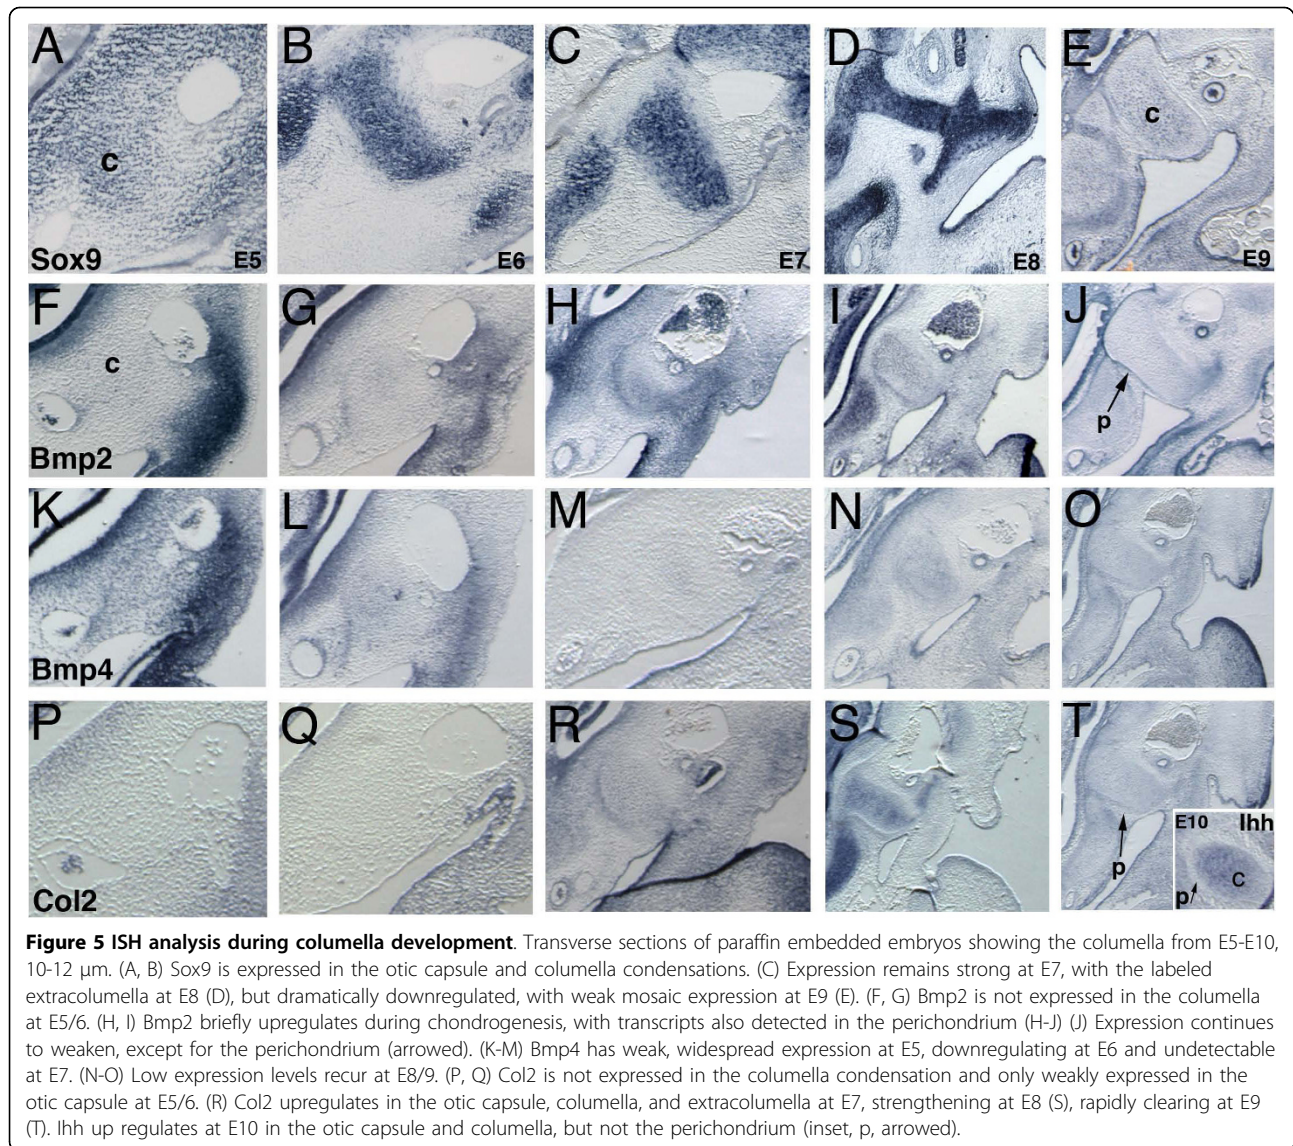 A
B
C
D
E
c
c
Sox9
E5
E6
E7
E8
E9
F
G
H
I
J
c
p
Bmp2
K
L
M
N
O
Bmp4
P
Q
R
S
T
p
E10
Ihh
C
p
Col2
Figure 5 ISH analysis during columella development. Transverse sections of paraffin embedded embryos showing the columella from E5-E10,
10-12 μm. (A, B) Sox9 is expressed in the otic capsule and columella condensations. (C) Expression remains strong at E7, with the labeled
extracolumella at E8 (D), but dramatically downregulated, with weak mosaic expression at E9 (E). (F, G) Bmp2 is not expressed in the columella
at E5/6. (H, I) Bmp2 briefly upregulates during chondrogenesis, with transcripts also detected in the perichondrium (H-J) (J) Expression continues
to weaken, except for the perichondrium (arrowed). (K-M) Bmp4 has weak, widespread expression at E5, downregulating at E6 and undetectable
at E7. (N-O) Low expression levels recur at E8/9. (P, Q) Col2 is not expressed in the columella condensation and only weakly expressed in the
otic capsule at E5/6. (R) Col2 upregulates in the otic capsule, columella, and extracolumella at E7, strengthening at E8 (S), rapidly clearing at E9
(T). Ihh up regulates at E10 in the otic capsule and columella, but not the perichondrium (inset, p, arrowed).